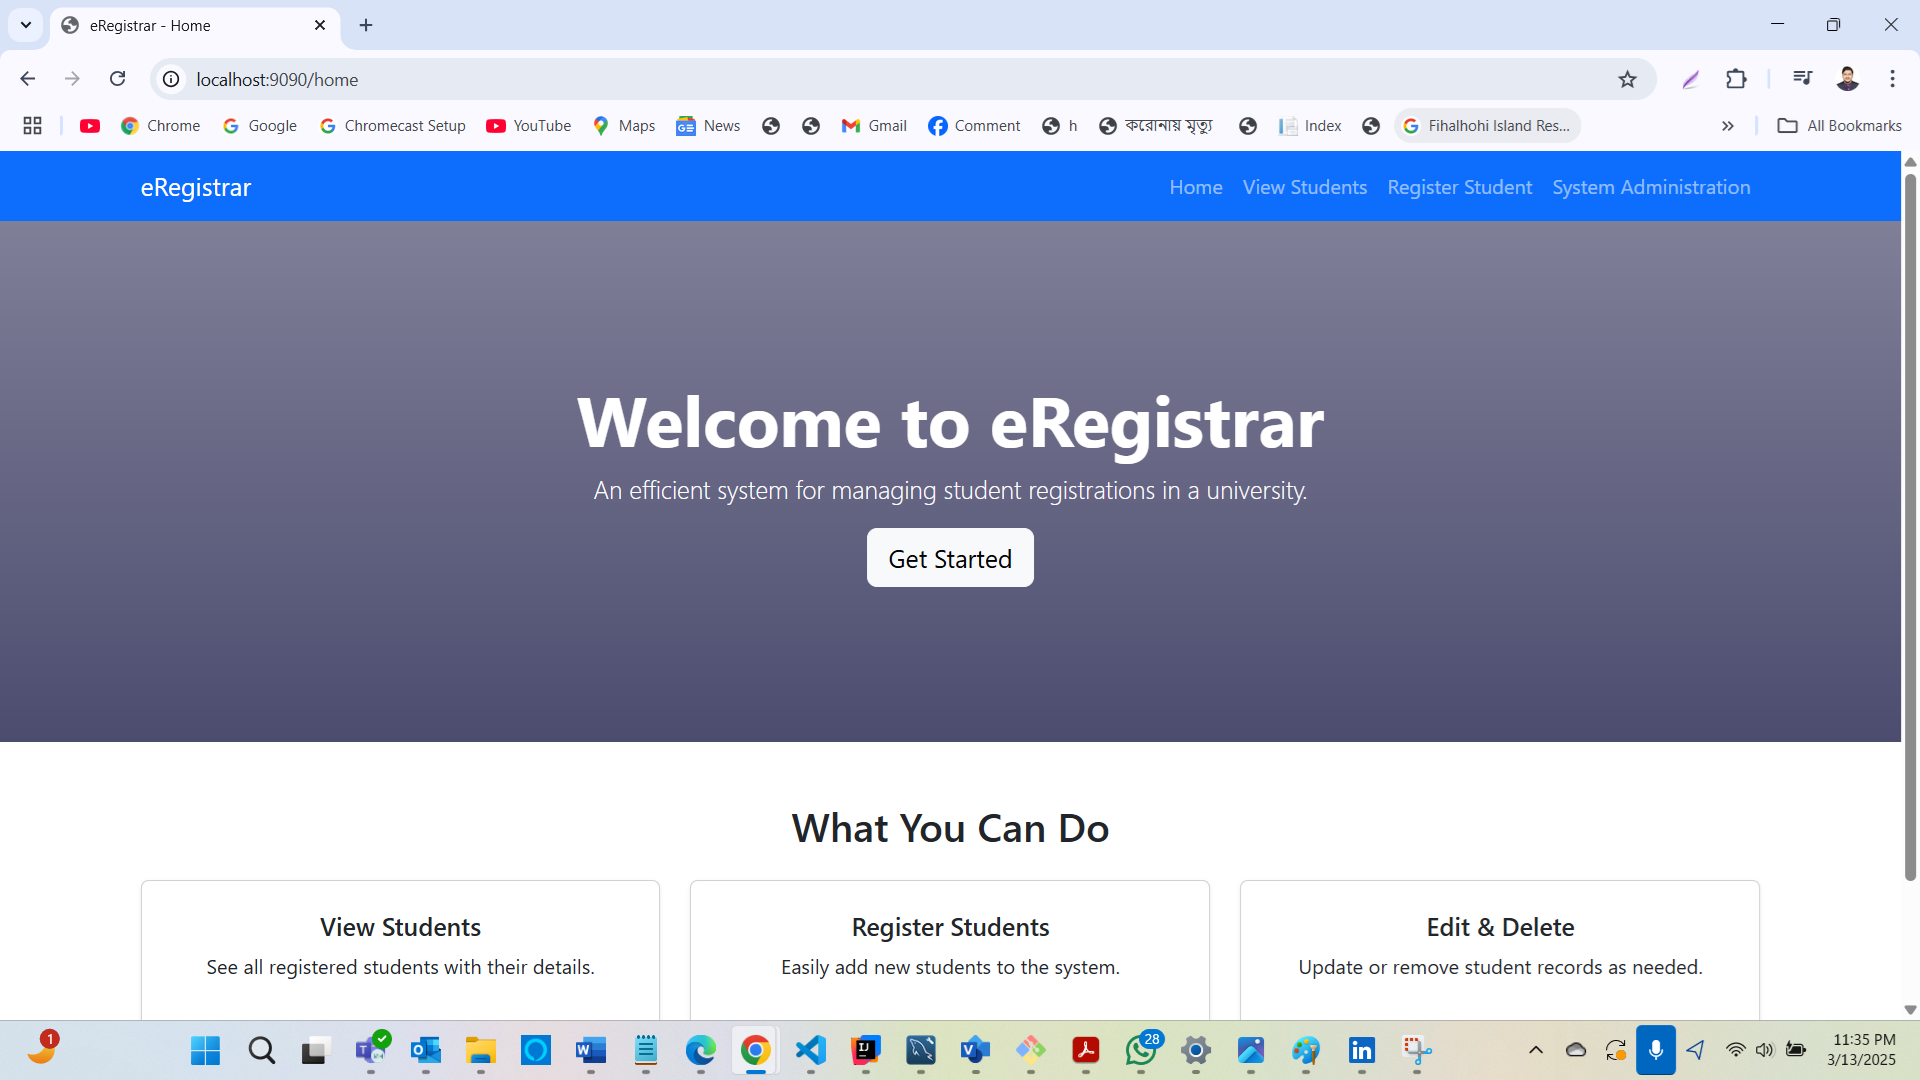 eRegistrar - Home
localhost:9090/home
Chrome Google Chromecast Setup YouTube Maps News Gmail Comment h করোনায় মৃত্যু Index Fihalhohi Island Res... All Bookmarks
eRegistrar Home View Students Register Student System Administration
Welcome to eRegistrar
An efficient system for managing student registrations in a university.
Get Started
What You Can Do
View Students
See all registered students with their details.
Register Students
Easily add new students to the system.
Edit & Delete
Update or remove student records as needed.
1
28
11:35 PM
3/13/2025